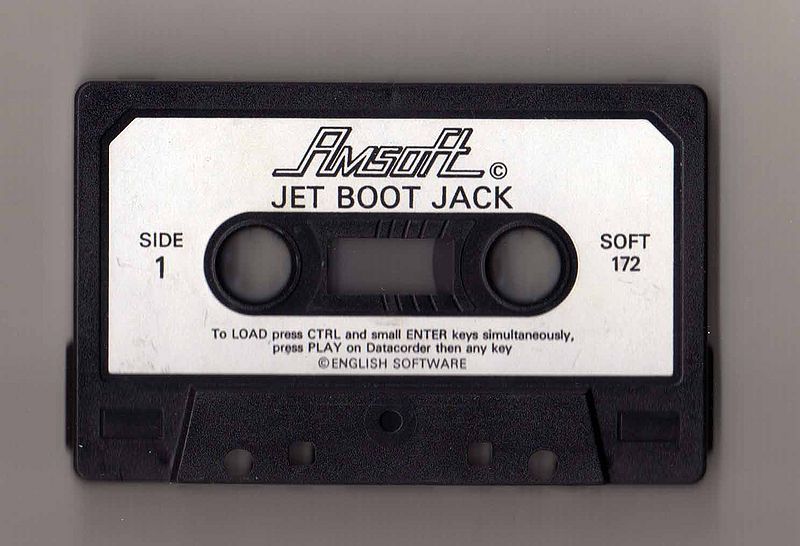 Amsoft ©
JET BOOT JACK
SIDE
1
SOFT
172
To LOAD press CTRL and small ENTER keys simultaneously,
press PLAY on Datacorder then any key
©ENGLISH SOFTWARE